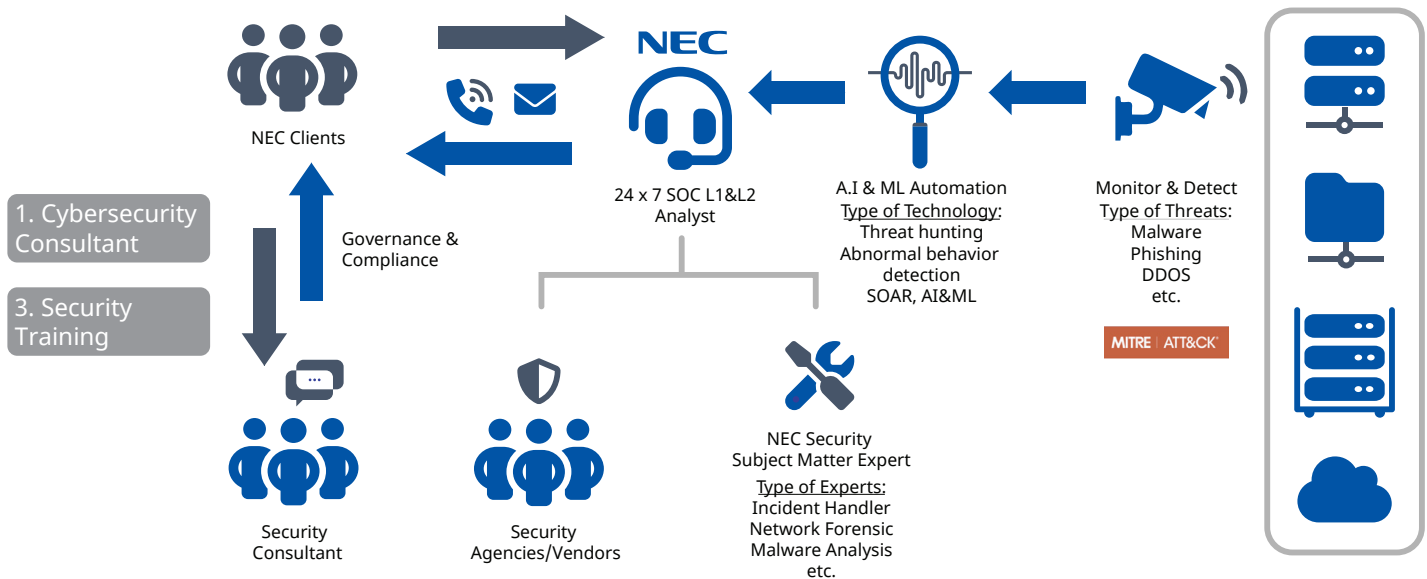 NEC
NEC Clients
1. Cybersecurity
Consultant
3. Security
Training
Governance &
Compliance
24 x 7 SOC L1&L2
Analyst
A.I & ML Automation
Type of Technology:
Threat hunting
Abnormal behavior
detection
SOAR, AI&ML
Monitor & Detect
Type of Threats:
Malware
Phishing
DDOS
etc.
MITRE | ATT&CK®
Security
Consultant
Security
Agencies/Vendors
NEC Security
Subject Matter Expert
Type of Experts:
Incident Handler
Network Forensic
Malware Analysis
etc.